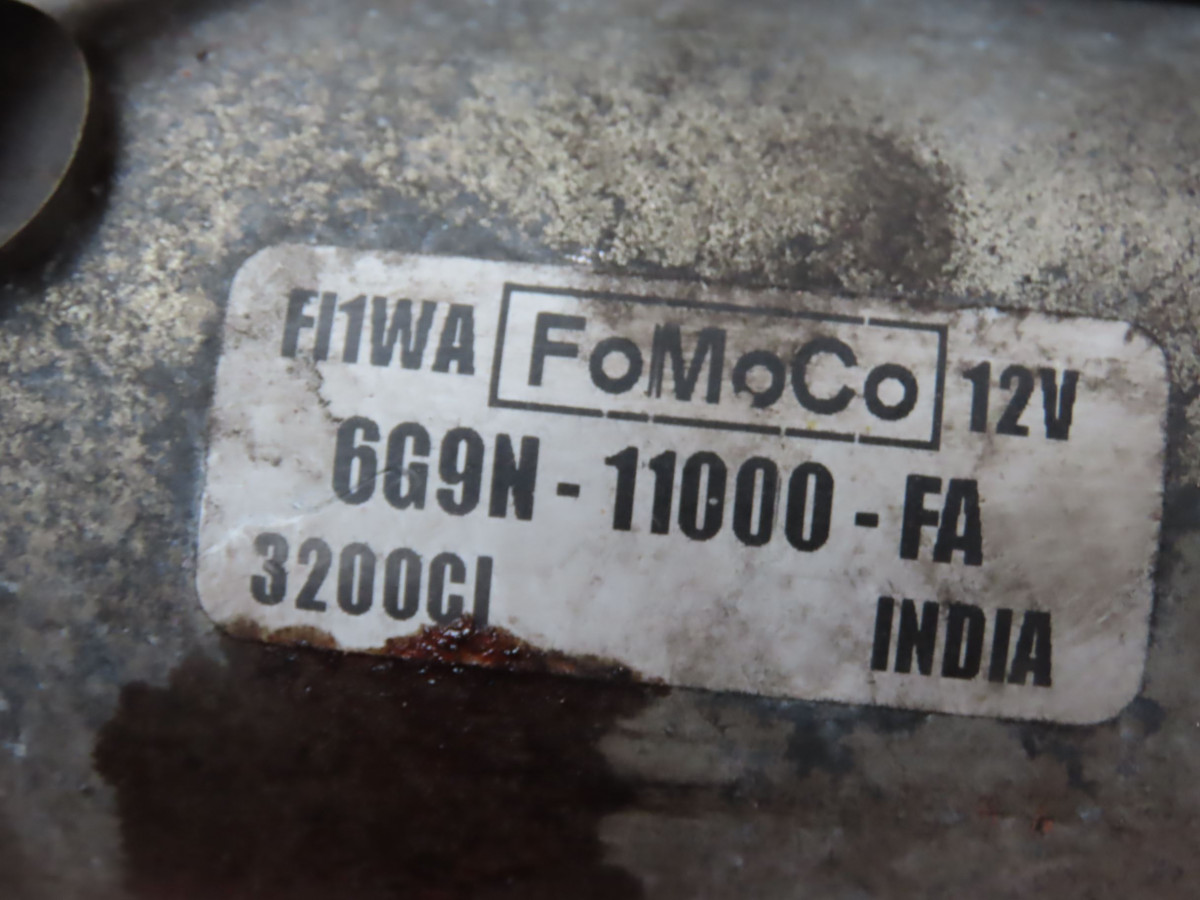 FI1WA FoMoCo 12V
6G9N - 11000 - FA
3200CI
INDIA